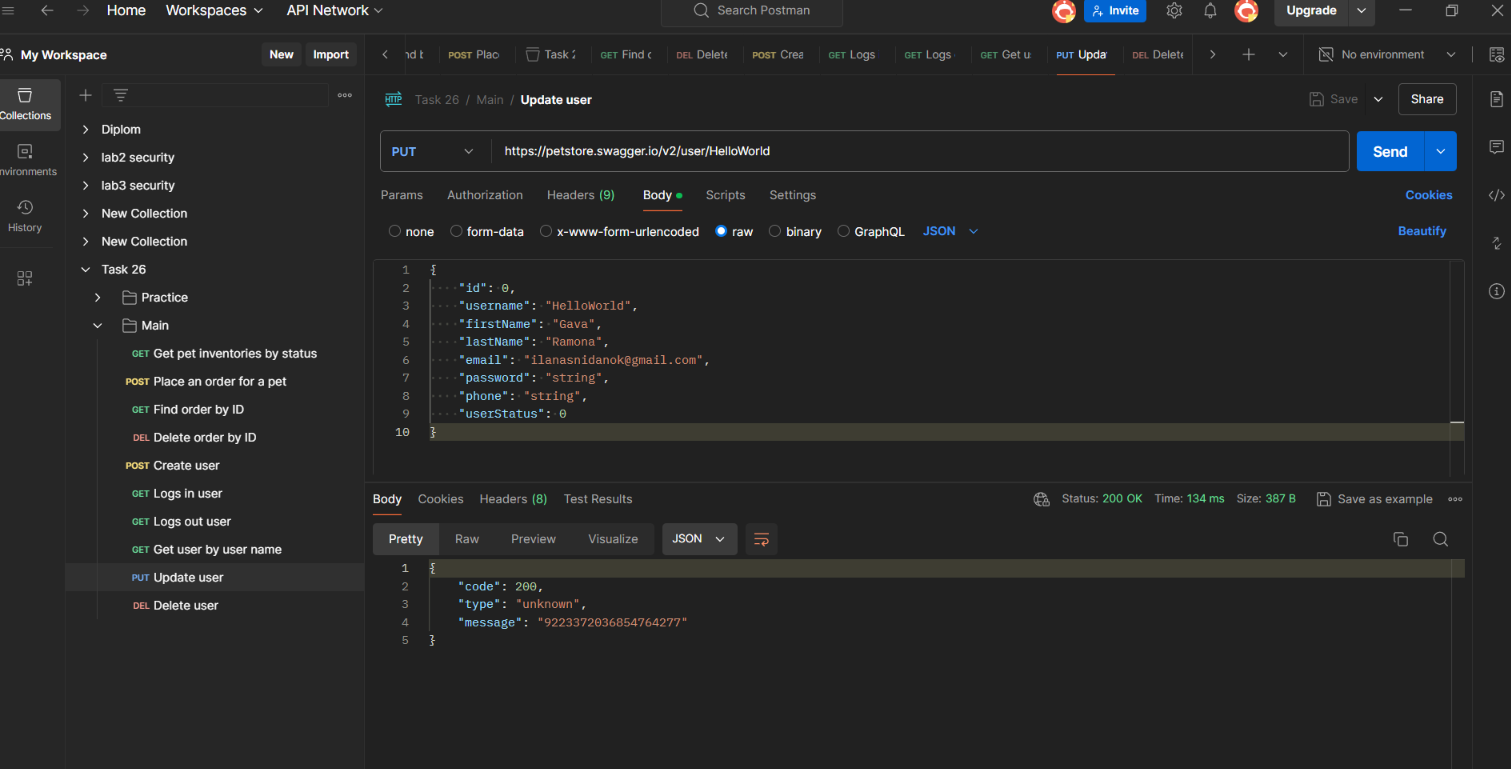 Home Workspaces API Network Search Postman Invite Upgrade
My Workspace New Import
nd b POST Plac Task 2 GET Find o DEL Delete POST Crea GET Logs GET Logs GET Get u PUT Upda DEL Delete No environment
Collections
Environments
History
Diplom
lab2 security
lab3 security
New Collection
New Collection
Task 26
Practice
Main
GET Get pet inventories by status
POST Place an order for a pet
GET Find order by ID
DEL Delete order by ID
POST Create user
GET Logs in user
GET Logs out user
GET Get user by user name
PUT Update user
DEL Delete user
HTTP Task 26 / Main / Update user Save Share
PUT https://petstore.swagger.io/v2/user/HelloWorld Send
Params Authorization Headers (9) Body Scripts Settings Cookies
none form-data x-www-form-urlencoded raw binary GraphQL JSON Beautify
1 {
2 "id": 0,
3 "username": "HelloWorld",
4 "firstName": "Gava",
5 "lastName": "Ramona",
6 "email": "ilanasnidanok@gmail.com",
7 "password": "string",
8 "phone": "string",
9 "userStatus": 0
10 }
Body Cookies Headers (8) Test Results Status: 200 OK Time: 134 ms Size: 387 B Save as example
Pretty Raw Preview Visualize JSON
1 {
2 "code": 200,
3 "type": "unknown",
4 "message": "9223372036854764277"
5 }